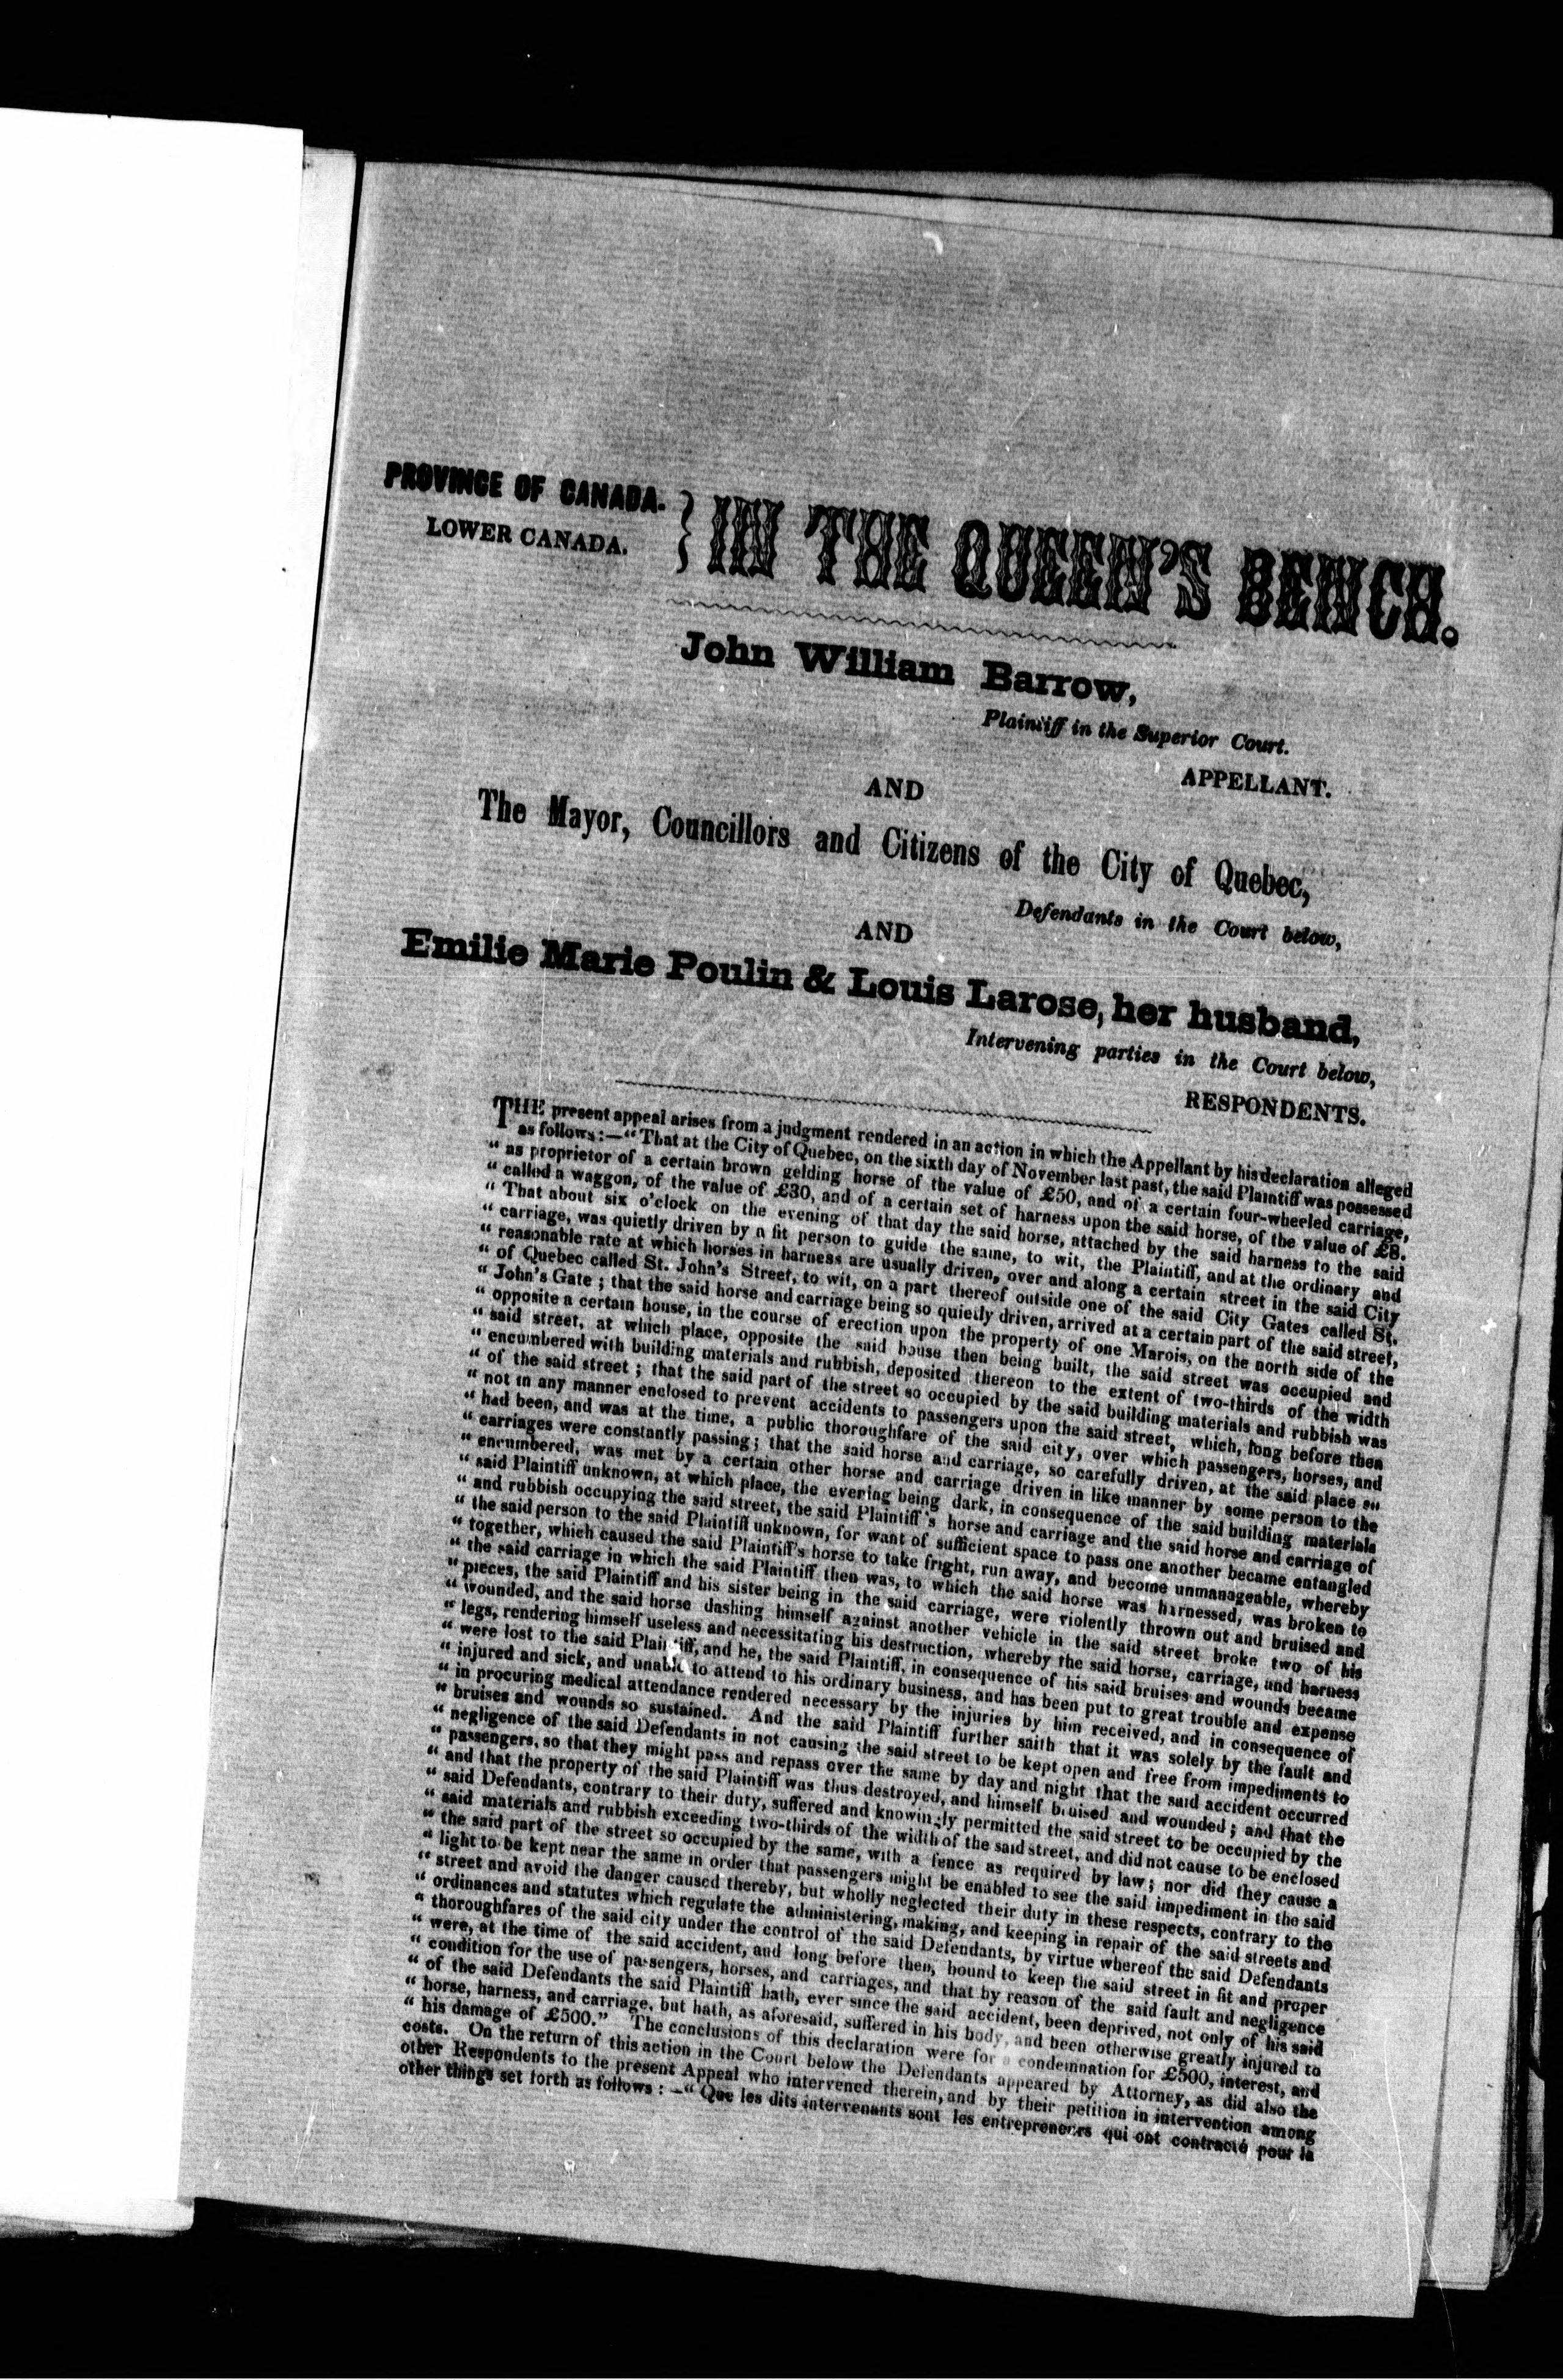 PROVINCE OF CANADA.
LOWER CANADA.
} IN THE QUEEN'S BENCH.
John William Barrow,
Plaintiff in the Superior Court.
APPELLANT.
AND
The Mayor, Councillors and Citizens of the City of Quebec,
Defendants in the Court below,
AND
Emilie Marie Poulin & Louis Larose, her husband,
Intervening parties in the Court below,
RESPONDENTS.
THE present appeal arises from a judgment rendered in an action in which the Appellant by his declaration alleged
as follows:—"That at the City of Quebec, on the sixth day of November last past, the said Plaintiff was possessed
" as proprietor of a certain brown gelding horse of the value of £50, and of a certain four-wheeled carriage,
" called a waggon, of the value of £30, and of a certain set of harness upon the said horse, of the value of £8.
" That about six o'clock on the evening of that day the said horse, attached by the said harness to the said
" carriage, was quietly driven by a fit person to guide the same, to wit, the Plaintiff, and at the ordinary and
" reasonable rate at which horses in harness are usually driven, over and along a certain street in the said City
" of Quebec called St. John's Street, to wit, on a part thereof outside one of the said City Gates called St.
" John's Gate ; that the said horse and carriage being so quietly driven, arrived at a certain part of the said street,
" opposite a certain house, in the course of erection upon the property of one Marois, on the north side of the
" said street, at which place, opposite the said house then being built, the said street was occupied and
" encumbered with building materials and rubbish, deposited thereon to the extent of two-thirds of the width
" of the said street ; that the said part of the street so occupied by the said building materials and rubbish was
" not in any manner enclosed to prevent accidents to passengers upon the said street, which, long before then
" had been, and was at the time, a public thoroughfare of the said city, over which passengers, horses, and
" carriages were constantly passing ; that the said horse and carriage, so carefully driven, at the said place so
" encumbered, was met by a certain other horse and carriage driven in like manner by some person to the
" said Plaintiff unknown, at which place, the evening being dark, in consequence of the said building materials
" and rubbish occupying the said street, the said Plaintiff's horse and carriage and the said horse and carriage of
" the said person to the said Plaintiff unknown, for want of sufficient space to pass one another became entangled
" together, which caused the said Plaintiff's horse to take fright, run away, and become unmanageable, whereby
" the said carriage in which the said Plaintiff then was, to which the said horse was harnessed, was broken to
" pieces, the said Plaintiff and his sister being in the said carriage, were violently thrown out and bruised and
" wounded, and the said horse dashing himself against another vehicle in the said street broke two of his
" legs, rendering himself useless and necessitating his destruction, whereby the said horse, carriage, and harness
" were lost to the said Plaintiff, and he, the said Plaintiff, in consequence of his said bruises and wounds became
" injured and sick, and unable to attend to his ordinary business, and has been put to great trouble and expense
" in procuring medical attendance rendered necessary by the injuries by him received, and in consequence of
" bruises and wounds so sustained. And the said Plaintiff further saith that it was solely by the fault and
" negligence of the said Defendants in not causing the said street to be kept open and free from impediments to
" passengers, so that they might pass and repass over the same by day and night that the said accident occurred
" and that the property of the said Plaintiff was thus destroyed, and himself bruised and wounded ; and that the
" said Defendants, contrary to their duty, suffered and knowingly permitted the said street to be occupied by the
" said materials and rubbish exceeding two-thirds of the width of the said street, and did not cause to be enclosed
" the said part of the street so occupied by the same, with a fence as required by law ; nor did they cause a
" light to be kept near the same in order that passengers might be enabled to see the said impediment in the said
" street and avoid the danger caused thereby, but wholly neglected their duty in these respects, contrary to the
" ordinances and statutes which regulate the administering, making, and keeping in repair of the said streets and
" thoroughfares of the said city under the control of the said Defendants, by virtue whereof the said Defendants
" were, at the time of the said accident, and long before then, bound to keep the said street in fit and proper
" condition for the use of passengers, horses, and carriages, and that by reason of the said fault and negligence
" of the said Defendants the said Plaintiff hath, ever since the said accident, been deprived, not only of his said
" horse, harness, and carriage, but hath, as aforesaid, suffered in his body, and been otherwise greatly injured to
" his damage of £500." The conclusions of this declaration were for a condemnation for £500, interest, and
costs. On the return of this action in the Court below the Defendants appeared by Attorney, as did also the
other Respondents to the present Appeal who intervened therein, and by their petition in intervention among
other things set forth as follows : —" Que les dits intervenants sont les entrepreneurs qui ont contracté pour la